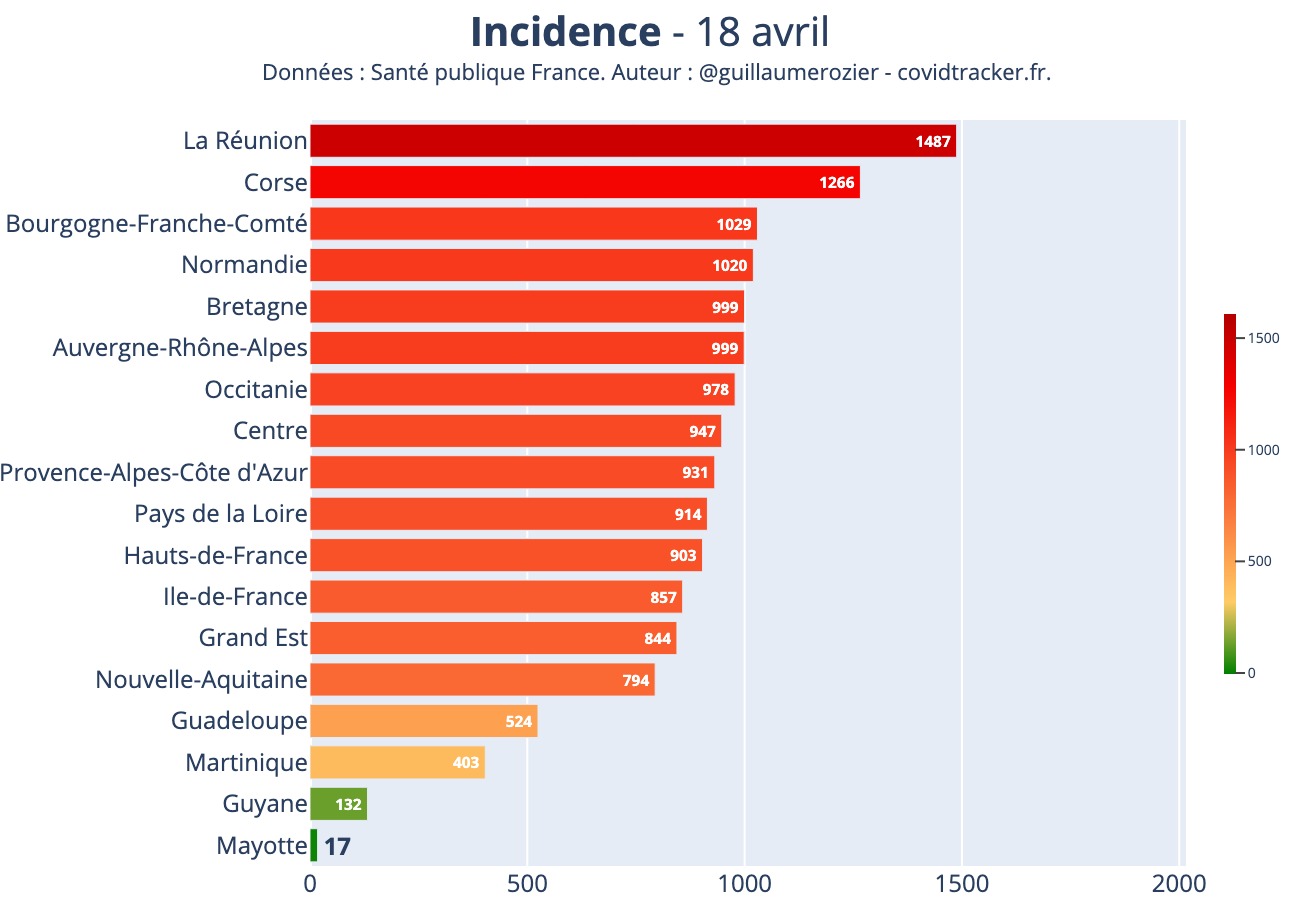 Incidence - 18 avril
Données : Santé publique France. Auteur : @guillaumerozier - covidtracker.fr.
La Réunion 1487
Corse 1266
Bourgogne-Franche-Comté 1029
Normandie 1020
Bretagne 999
Auvergne-Rhône-Alpes 999
Occitanie 978
Centre 947
Provence-Alpes-Côte d'Azur 931
Pays de la Loire 914
Hauts-de-France 903
Ile-de-France 857
Grand Est 844
Nouvelle-Aquitaine 794
Guadeloupe 524
Martinique 403
Guyane 132
Mayotte 17
0 500 1000 1500 2000
1500
1000
500
0